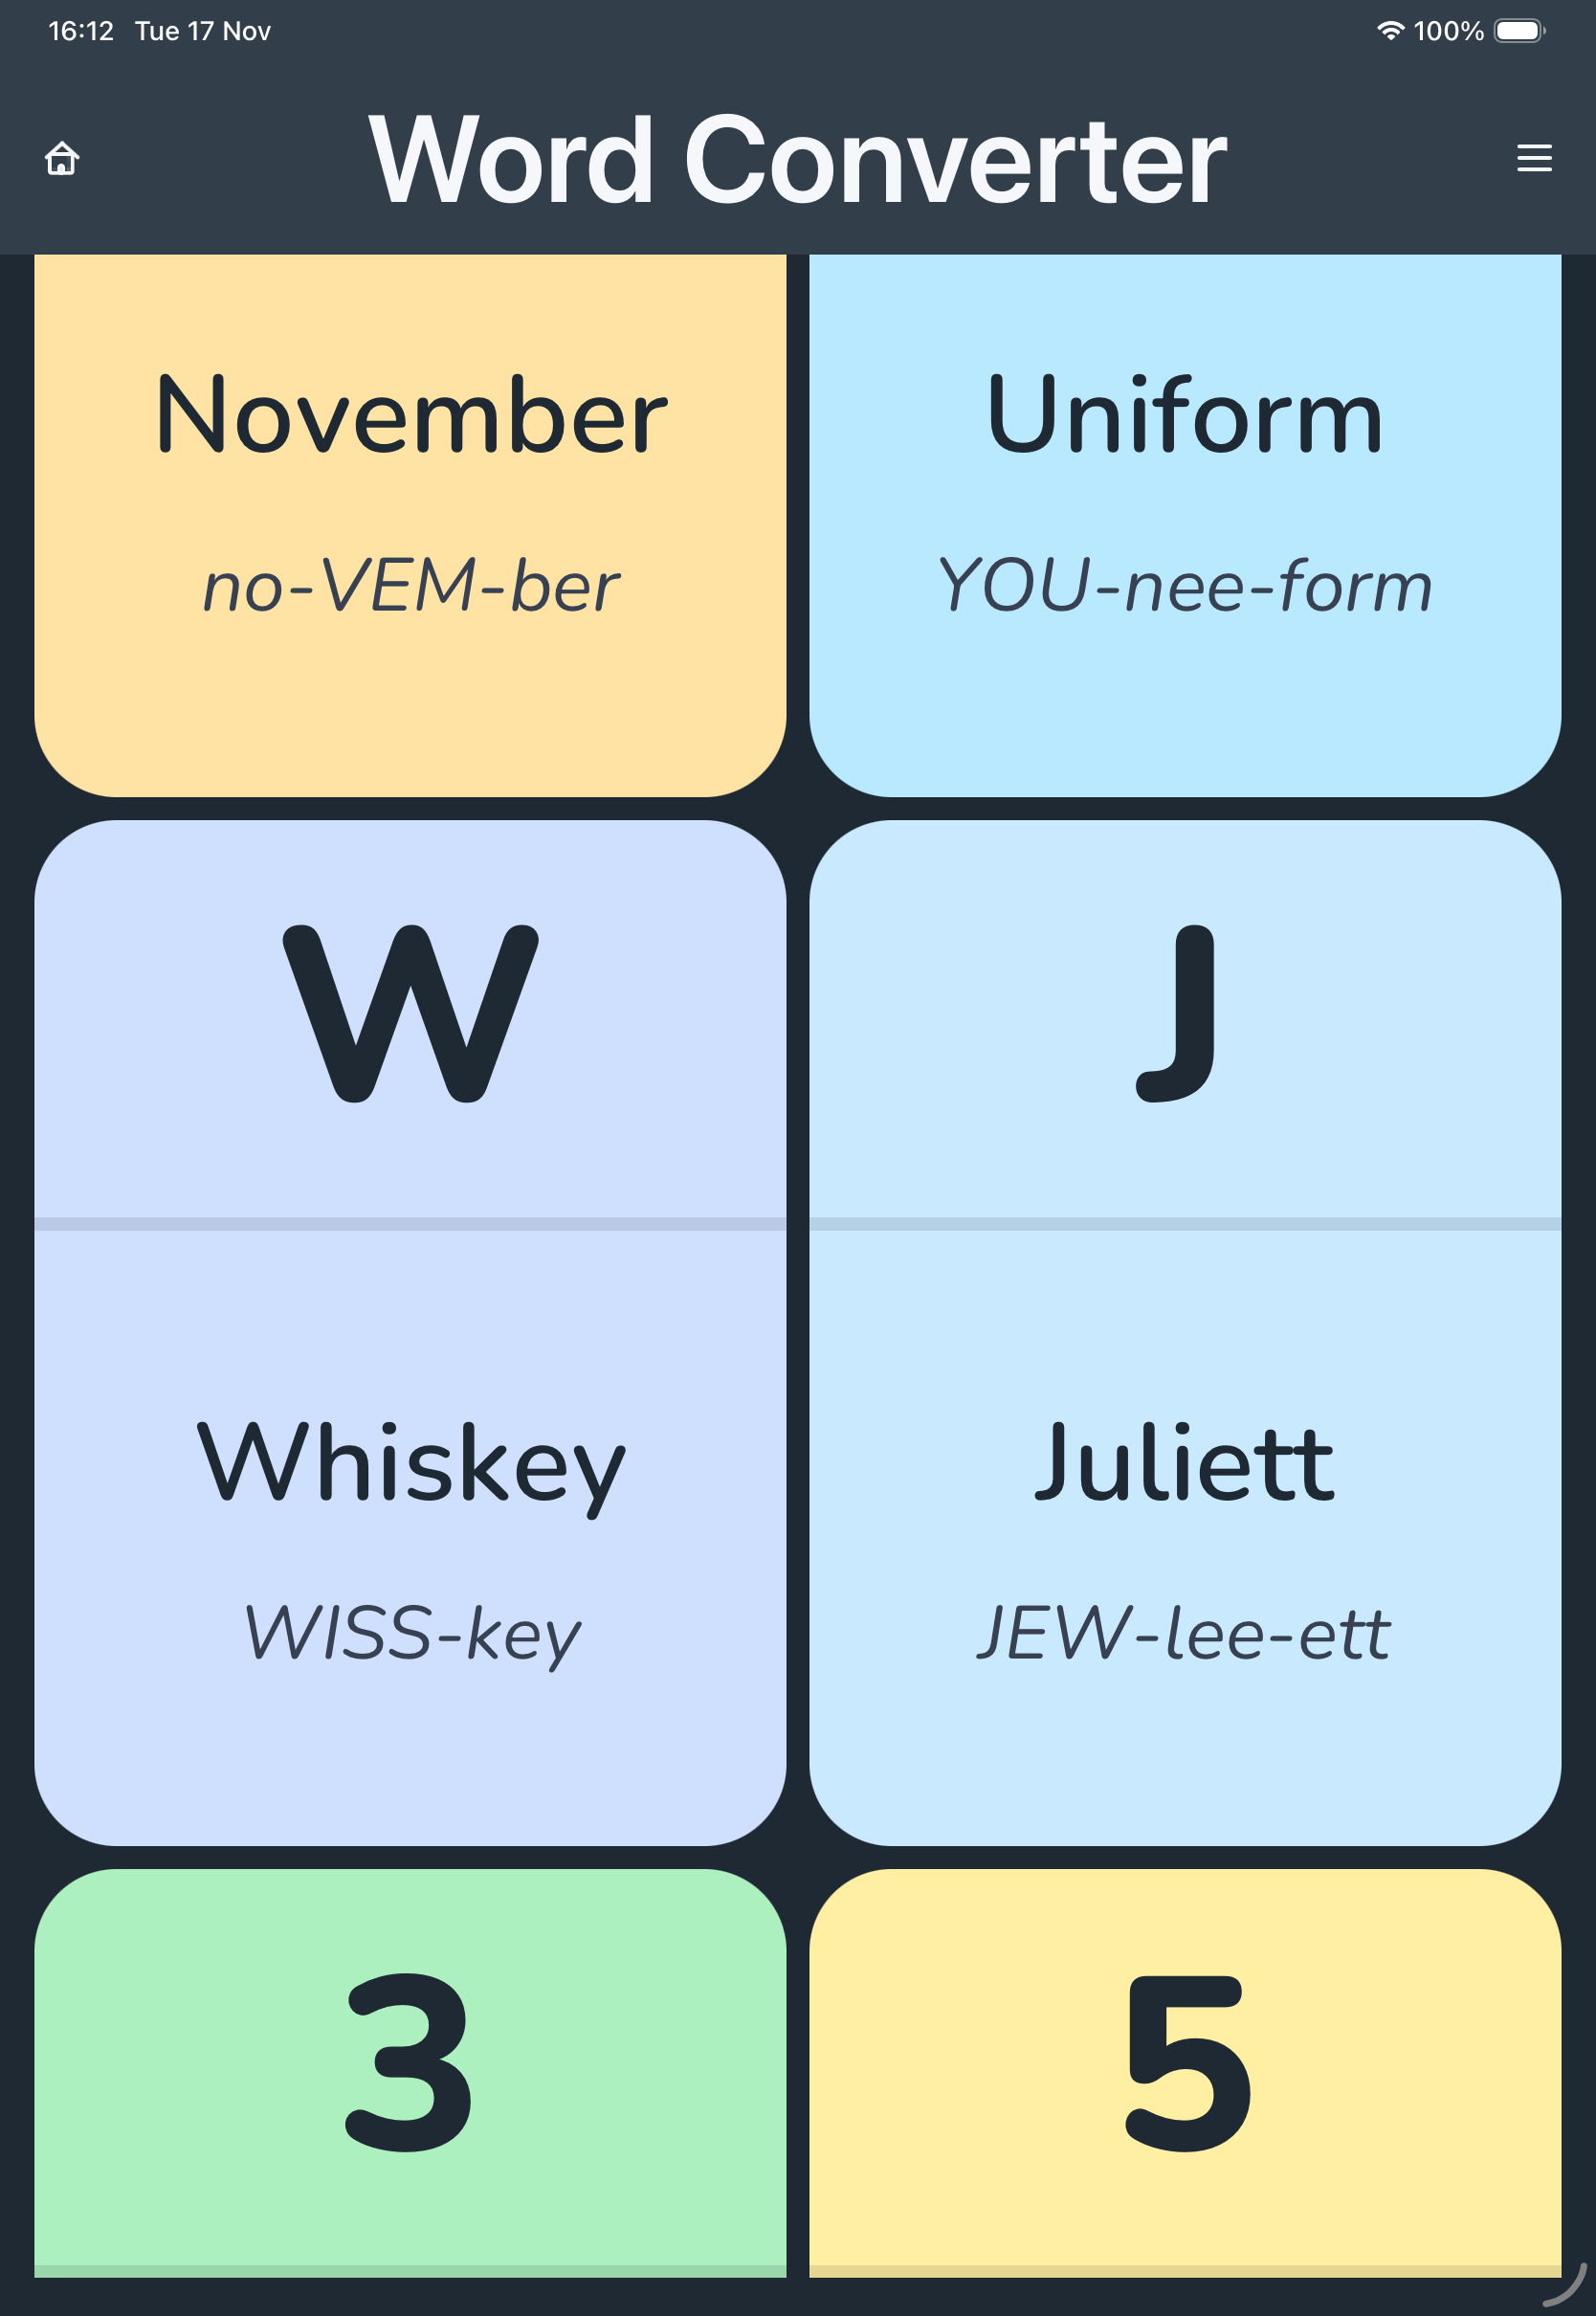 16:12 Tue 17 Nov 100%
Word Converter
November Uniform
no-VEM-ber YOU-nee-form
W J
Whiskey Juliett
WISS-key JEW-lee-ett
3 5